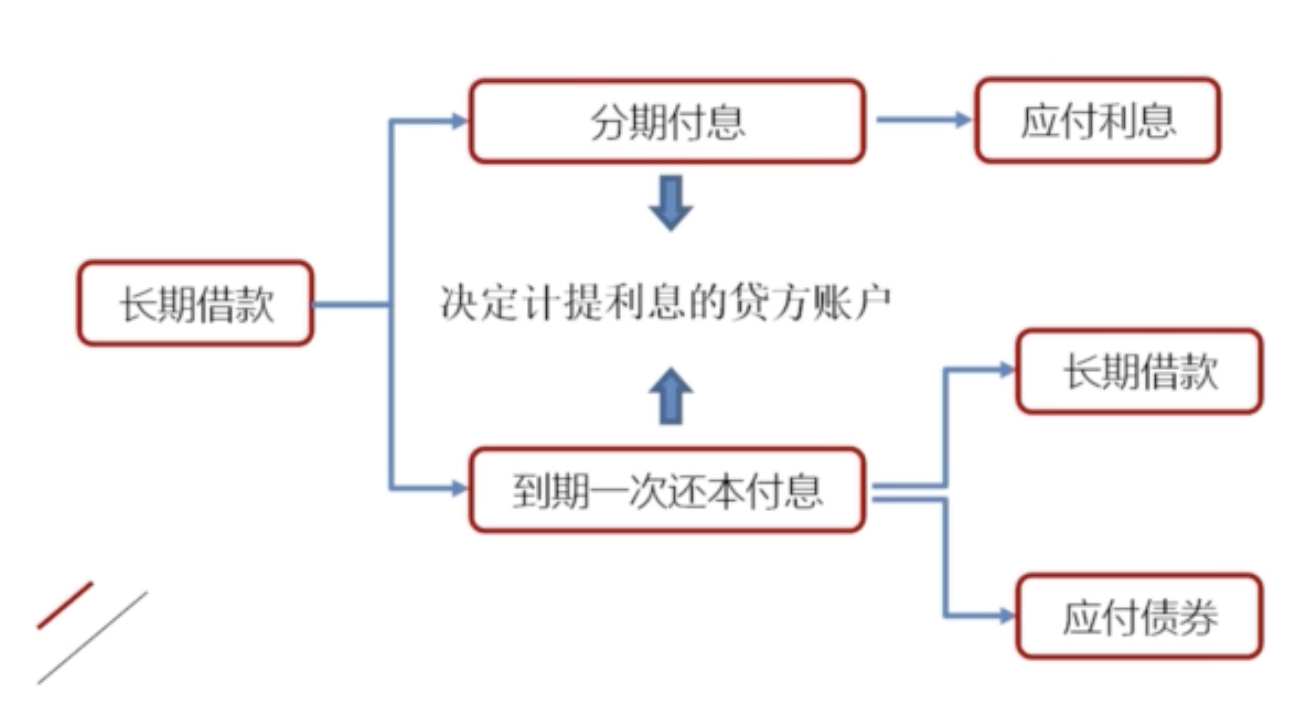 分期付息
应付利息
长期借款
决定计提利息的贷方账户
长期借款
到期一次还本付息
应付债券